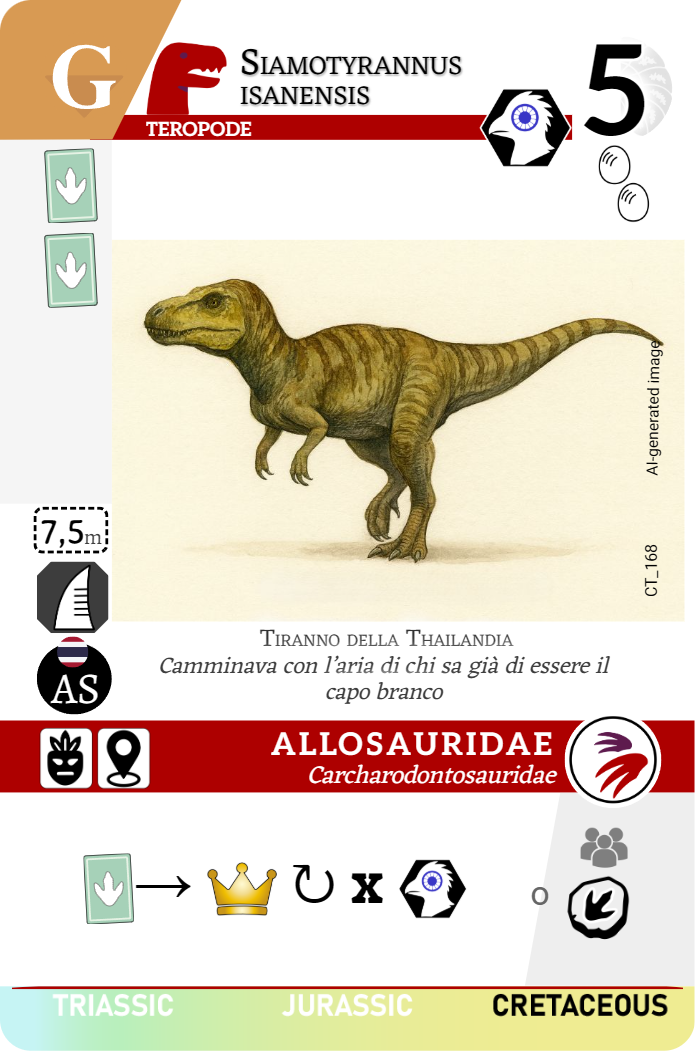 G
SIAMOTYRANNUS
ISANENSIS
5
TEROPODE
AI-generated image
7,5m
CT_168
AS
TIRANNO DELLA THAILANDIA
Camminava con l'aria di chi sa già di essere il
capo branco
ALLOSAURIDAE
Carcharodontosauridae
x
o
TRIASSIC JURASSIC CRETACEOUS